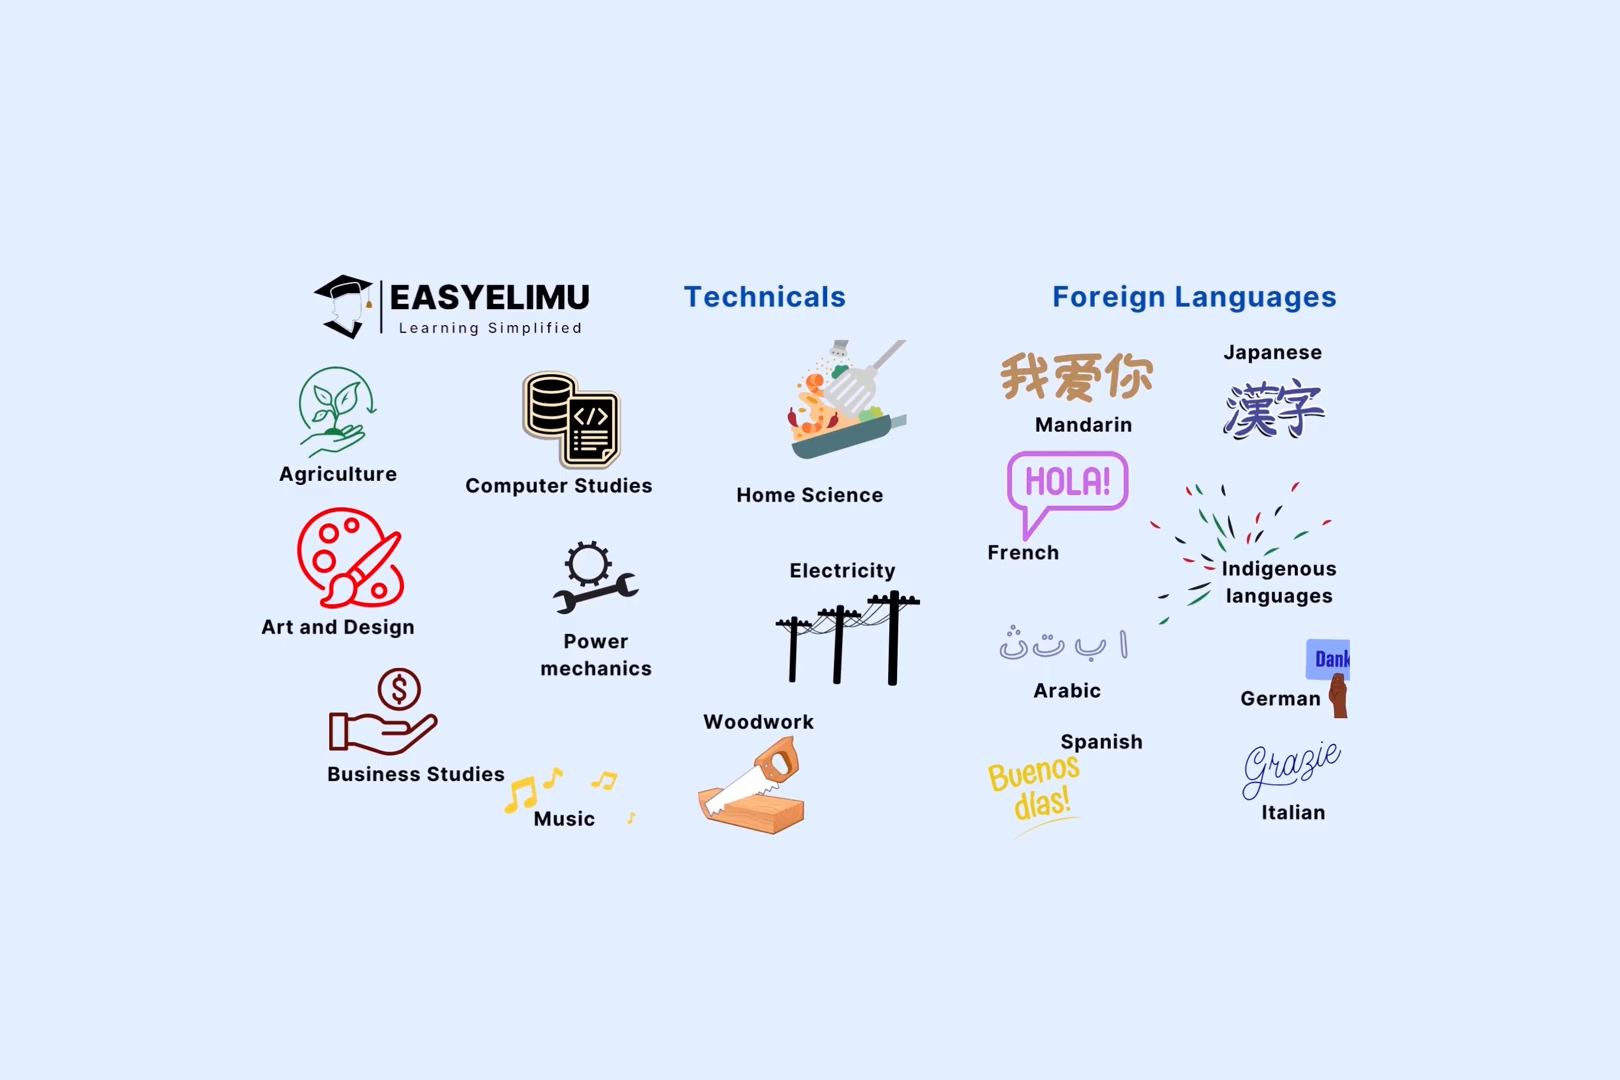 EASYELIMU
Learning Simplified
Technicals
Foreign Languages
Agriculture
Computer Studies
Home Science
我爱你
Mandarin
Japanese
漢字
Art and Design
Power
mechanics
Electricity
HOLA!
French
Indigenous
languages
Business Studies
Music
Woodwork
ا ب ت ث
Arabic
Dank
German
Spanish
Buenos
días!
Grazie
Italian